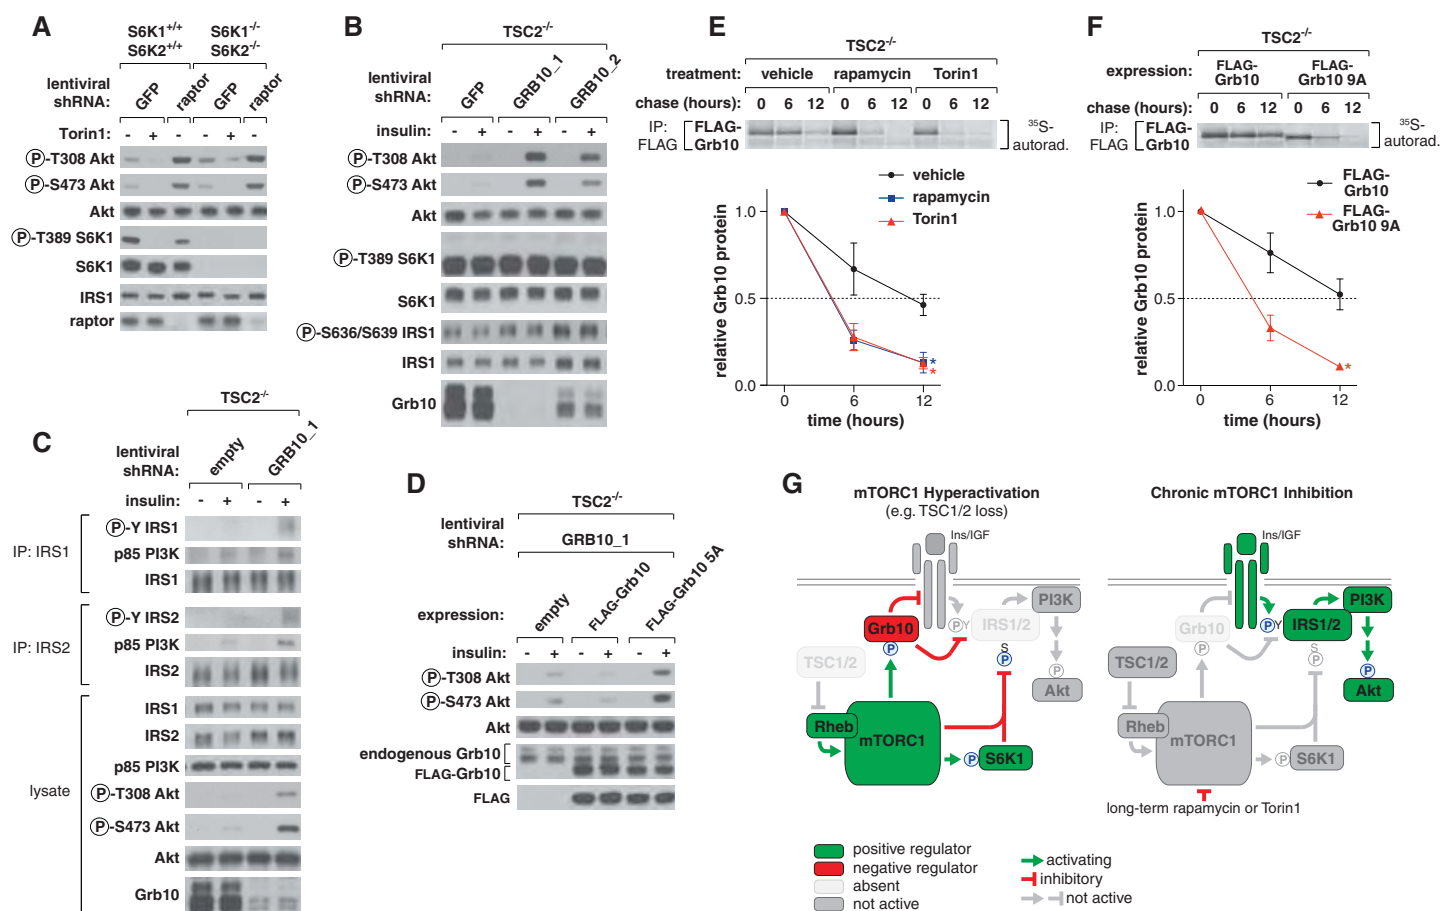 A
S6K1+/+ S6K1-/-
S6K2+/+ S6K2-/-
lentiviral
shRNA:
GFP
raptor
GFP
raptor
Torin1: - + - - + -
Ⓟ-T308 Akt
Ⓟ-S473 Akt
Akt
Ⓟ-T389 S6K1
S6K1
IRS1
raptor
B
TSC2-/-
lentiviral
shRNA:
GFP
GRB10_1
GRB10_2
insulin: - + - + - +
Ⓟ-T308 Akt
Ⓟ-S473 Akt
Akt
Ⓟ-T389 S6K1
S6K1
Ⓟ-S636/S639 IRS1
IRS1
Grb10
C
TSC2-/-
lentiviral
shRNA:
empty
GRB10_1
insulin: - + - +
IP: IRS1
Ⓟ-Y IRS1
p85 PI3K
IRS1
IP: IRS2
Ⓟ-Y IRS2
p85 PI3K
IRS2
lysate
IRS1
IRS2
p85 PI3K
Ⓟ-T308 Akt
Ⓟ-S473 Akt
Akt
Grb10
D
TSC2-/-
lentiviral
shRNA:
GRB10_1
expression:
empty
FLAG-Grb10
FLAG-Grb10 5A
insulin: - + - + - +
Ⓟ-T308 Akt
Ⓟ-S473 Akt
Akt
endogenous Grb10
FLAG-Grb10
FLAG
E
TSC2-/-
treatment: vehicle rapamycin Torin1
chase (hours): 0 6 12 0 6 12 0 6 12
IP:
FLAG
FLAG-
Grb10
35S-
autorad.
vehicle
rapamycin
Torin1
relative Grb10 protein
1.0
0.5
0.0
*
*
0 6 12
time (hours)
F
TSC2-/-
expression:
FLAG-
Grb10
FLAG-
Grb10 9A
chase (hours): 0 6 12 0 6 12
IP:
FLAG
FLAG-
Grb10
35S-
autorad.
FLAG-
Grb10
FLAG-
Grb10 9A
relative Grb10 protein
1.0
0.5
0.0
*
0 6 12
time (hours)
G
mTORC1 Hyperactivation
(e.g. TSC1/2 loss)
Ins/IGF
PI3K
Grb10
P Y
IRS1/2
P
S
P
P
TSC1/2
Akt
Rheb
mTORC1
P
S6K1
Chronic mTORC1 Inhibition
Ins/IGF
PI3K
Grb10
P Y
IRS1/2
P
S
P
P
TSC1/2
Akt
Rheb
mTORC1
P
S6K1
long-term rapamycin or Torin1
positive regulator
negative regulator
absent
not active
activating
inhibitory
not active